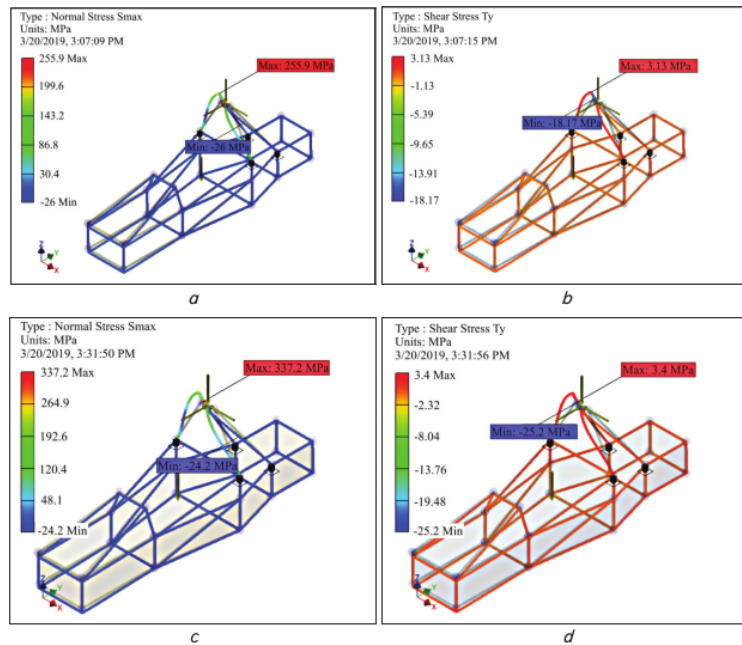 Type : Normal Stress Smax
Units: MPa
3/20/2019, 3:07:09 PM
255.9 Max
199.6
143.2
86.8
30.4
-26 Min
Max: 255.9 MPa
Min: -26 MPa
Z
Y
X
a
Type : Shear Stress Ty
Units: MPa
3/20/2019, 3:07:15 PM
3.13 Max
-1.13
-5.39
-9.65
-13.91
-18.17
Max: 3.13 MPa
Min: -18.17 MPa
Z
Y
X
b
Type : Normal Stress Smax
Units: MPa
3/20/2019, 3:31:50 PM
337.2 Max
264.9
192.6
120.4
48.1
-24.2 Min
Max: 337.2 MPa
Min: -24.2 MPa
Z
Y
X
c
Type : Shear Stress Ty
Units: MPa
3/20/2019, 3:31:56 PM
3.4 Max
-2.32
-8.04
-13.76
-19.48
-25.2 Min
Max: 3.4 MPa
Min: -25.2 MPa
Z
Y
X
d